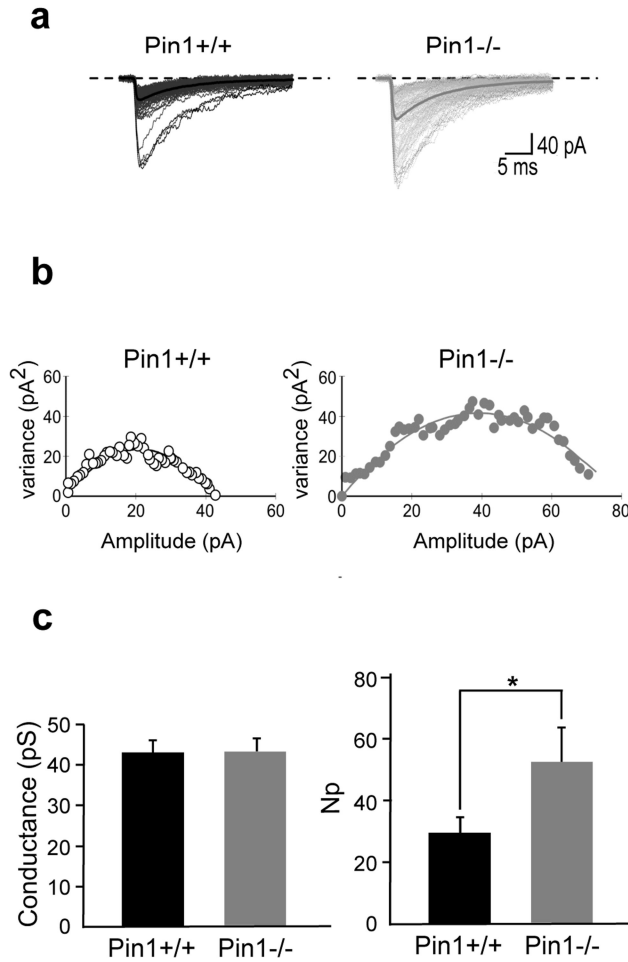 a
Pin1+/+ Pin1-/-
40 pA
5 ms
b
Pin1+/+ Pin1-/-
variance (pA²)
60
40
20
0
0 20 40 60
Amplitude (pA)
variance (pA²)
60
40
20
0
0 20 40 60 80
Amplitude (pA)
c
Conductance (pS)
50
40
30
20
10
0
Pin1+/+ Pin1-/-
Np
80
60
40
20
0
*
Pin1+/+ Pin1-/-